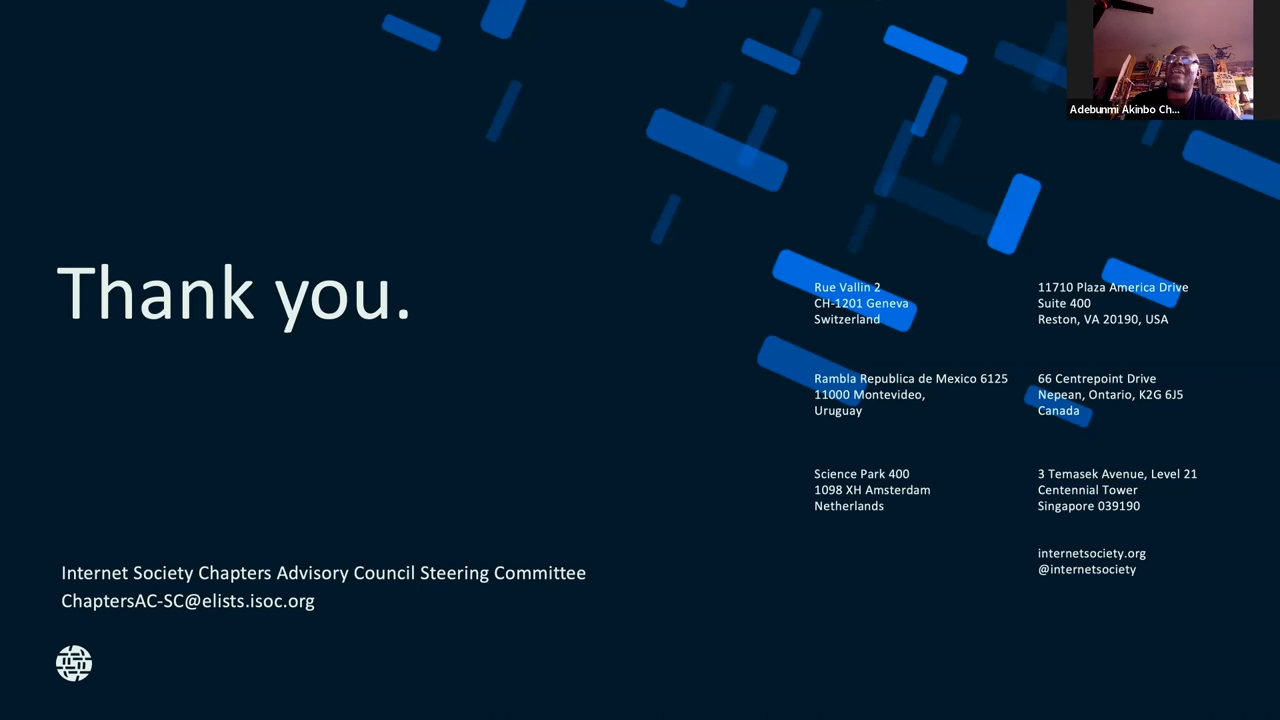 Adebunmi Akinbo Ch...
Thank you.
Rue Vallin 2
CH-1201 Geneva
Switzerland
11710 Plaza America Drive
Suite 400
Reston, VA 20190, USA
Rambla Republica de Mexico 6125
11000 Montevideo,
Uruguay
66 Centrepoint Drive
Nepean, Ontario, K2G 6J5
Canada
Science Park 400
1098 XH Amsterdam
Netherlands
3 Temasek Avenue, Level 21
Centennial Tower
Singapore 039190
internetsociety.org
@internetsociety
Internet Society Chapters Advisory Council Steering Committee
ChaptersAC-SC@elists.isoc.org